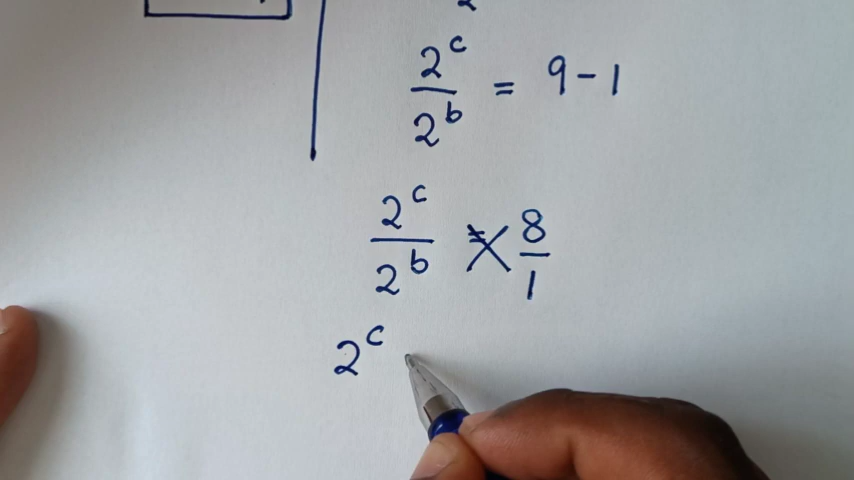 2^c/2^b = 9-1
2^c/2^b = 8/1
2^c